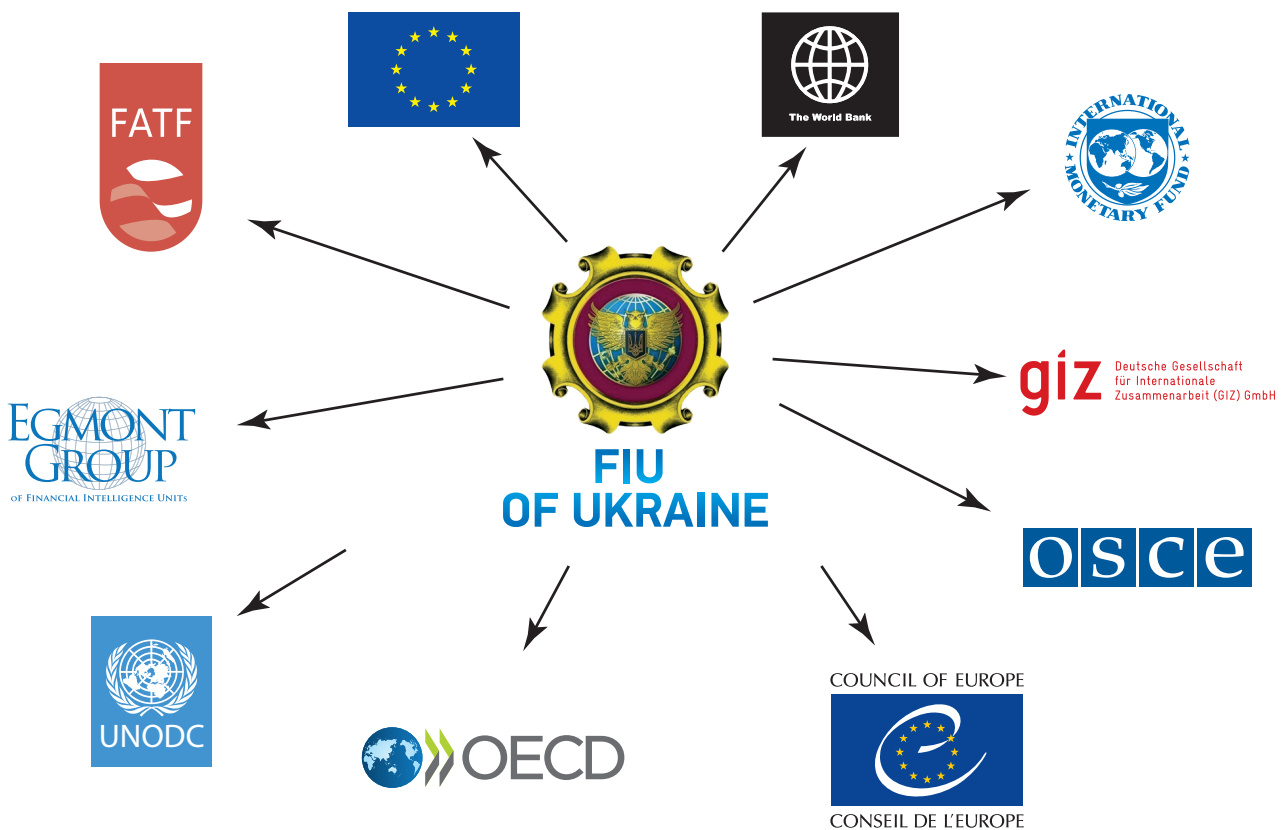 FATF
The World Bank
INTERNATIONAL
MONETARY FUND
giz
Deutsche Gesellschaft
für Internationale
Zusammenarbeit (GIZ) GmbH
EGMONT
GROUP
OF FINANCIAL INTELLIGENCE UNITS
FIU
OF UKRAINE
osce
UNODC
OECD
COUNCIL OF EUROPE
CONSEIL DE L'EUROPE